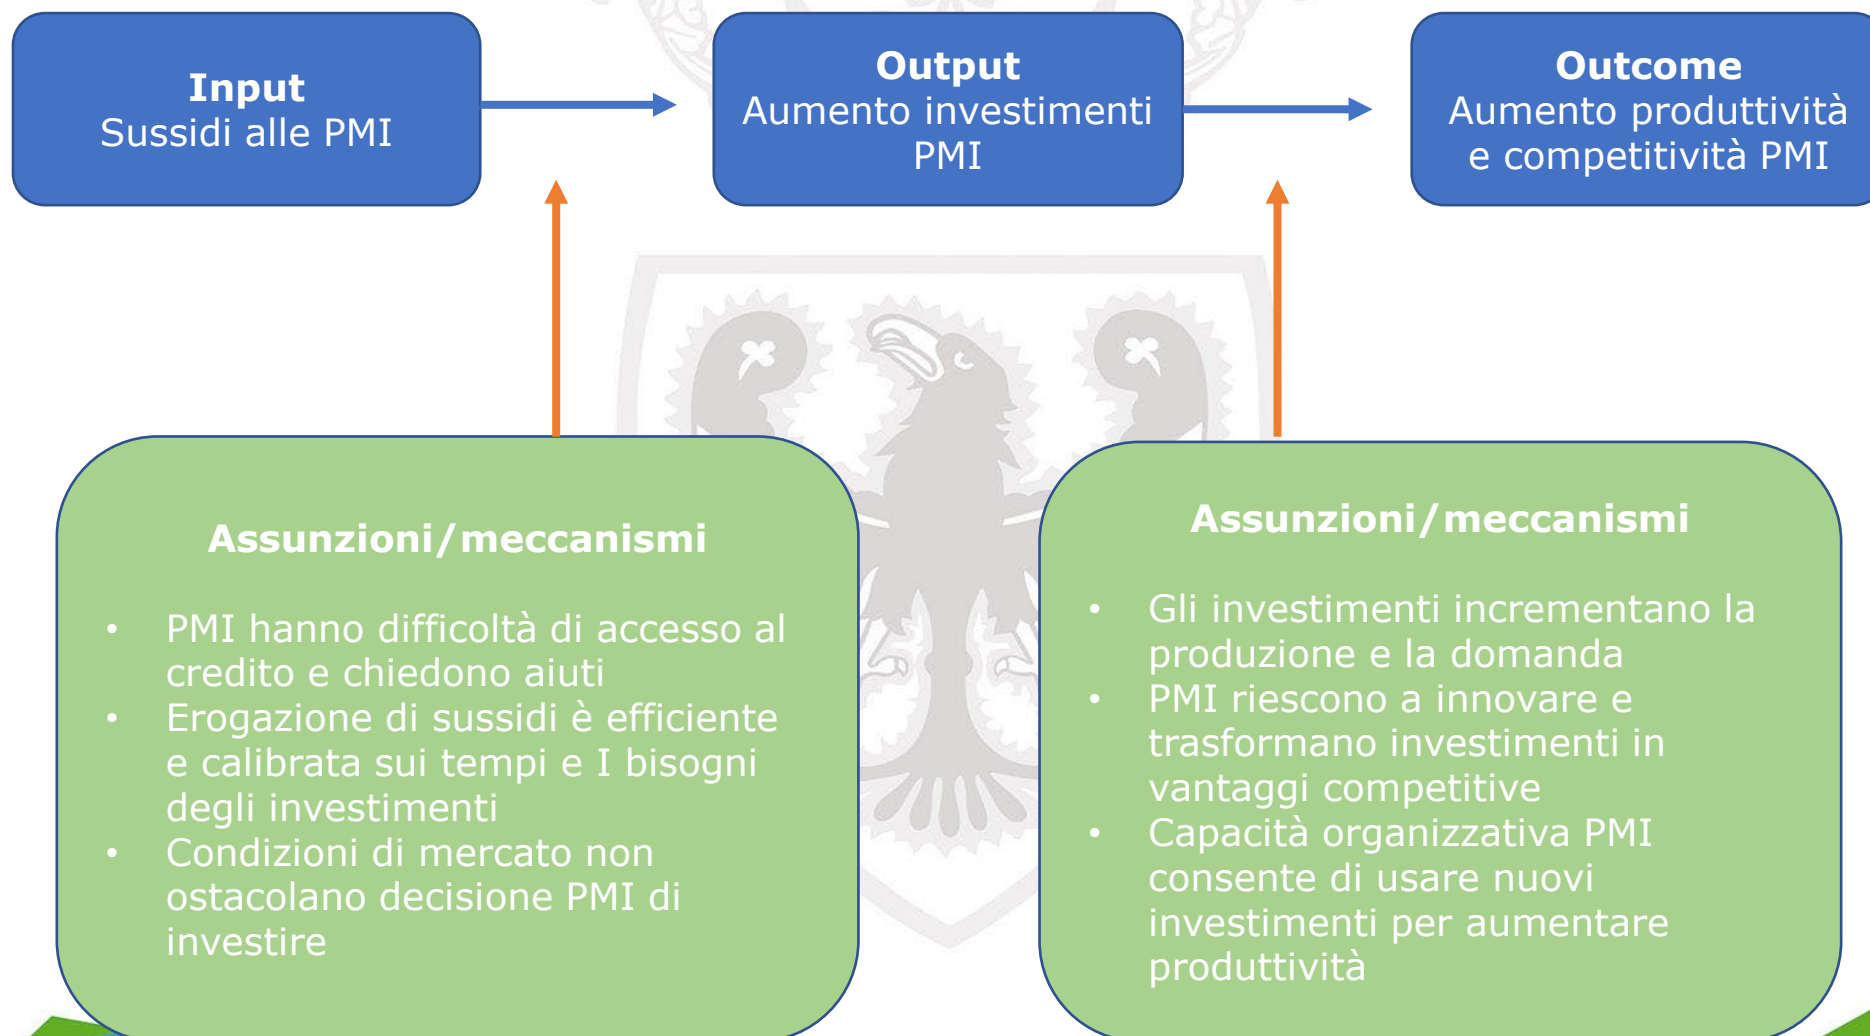 Input
Sussidi alle PMI
Output
Aumento investimenti
PMI
Outcome
Aumento produttività
e competitività PMI
Assunzioni/meccanismi
• PMI hanno difficoltà di accesso al
credito e chiedono aiuti
• Erogazione di sussidi è efficiente
e calibrata sui tempi e I bisogni
degli investimenti
• Condizioni di mercato non
ostacolano decisione PMI di
investire
Assunzioni/meccanismi
• Gli investimenti incrementano la
produzione e la domanda
• PMI riescono a innovare e
trasformano investimenti in
vantaggi competitive
• Capacità organizzativa PMI
consente di usare nuovi
investimenti per aumentare
produttività